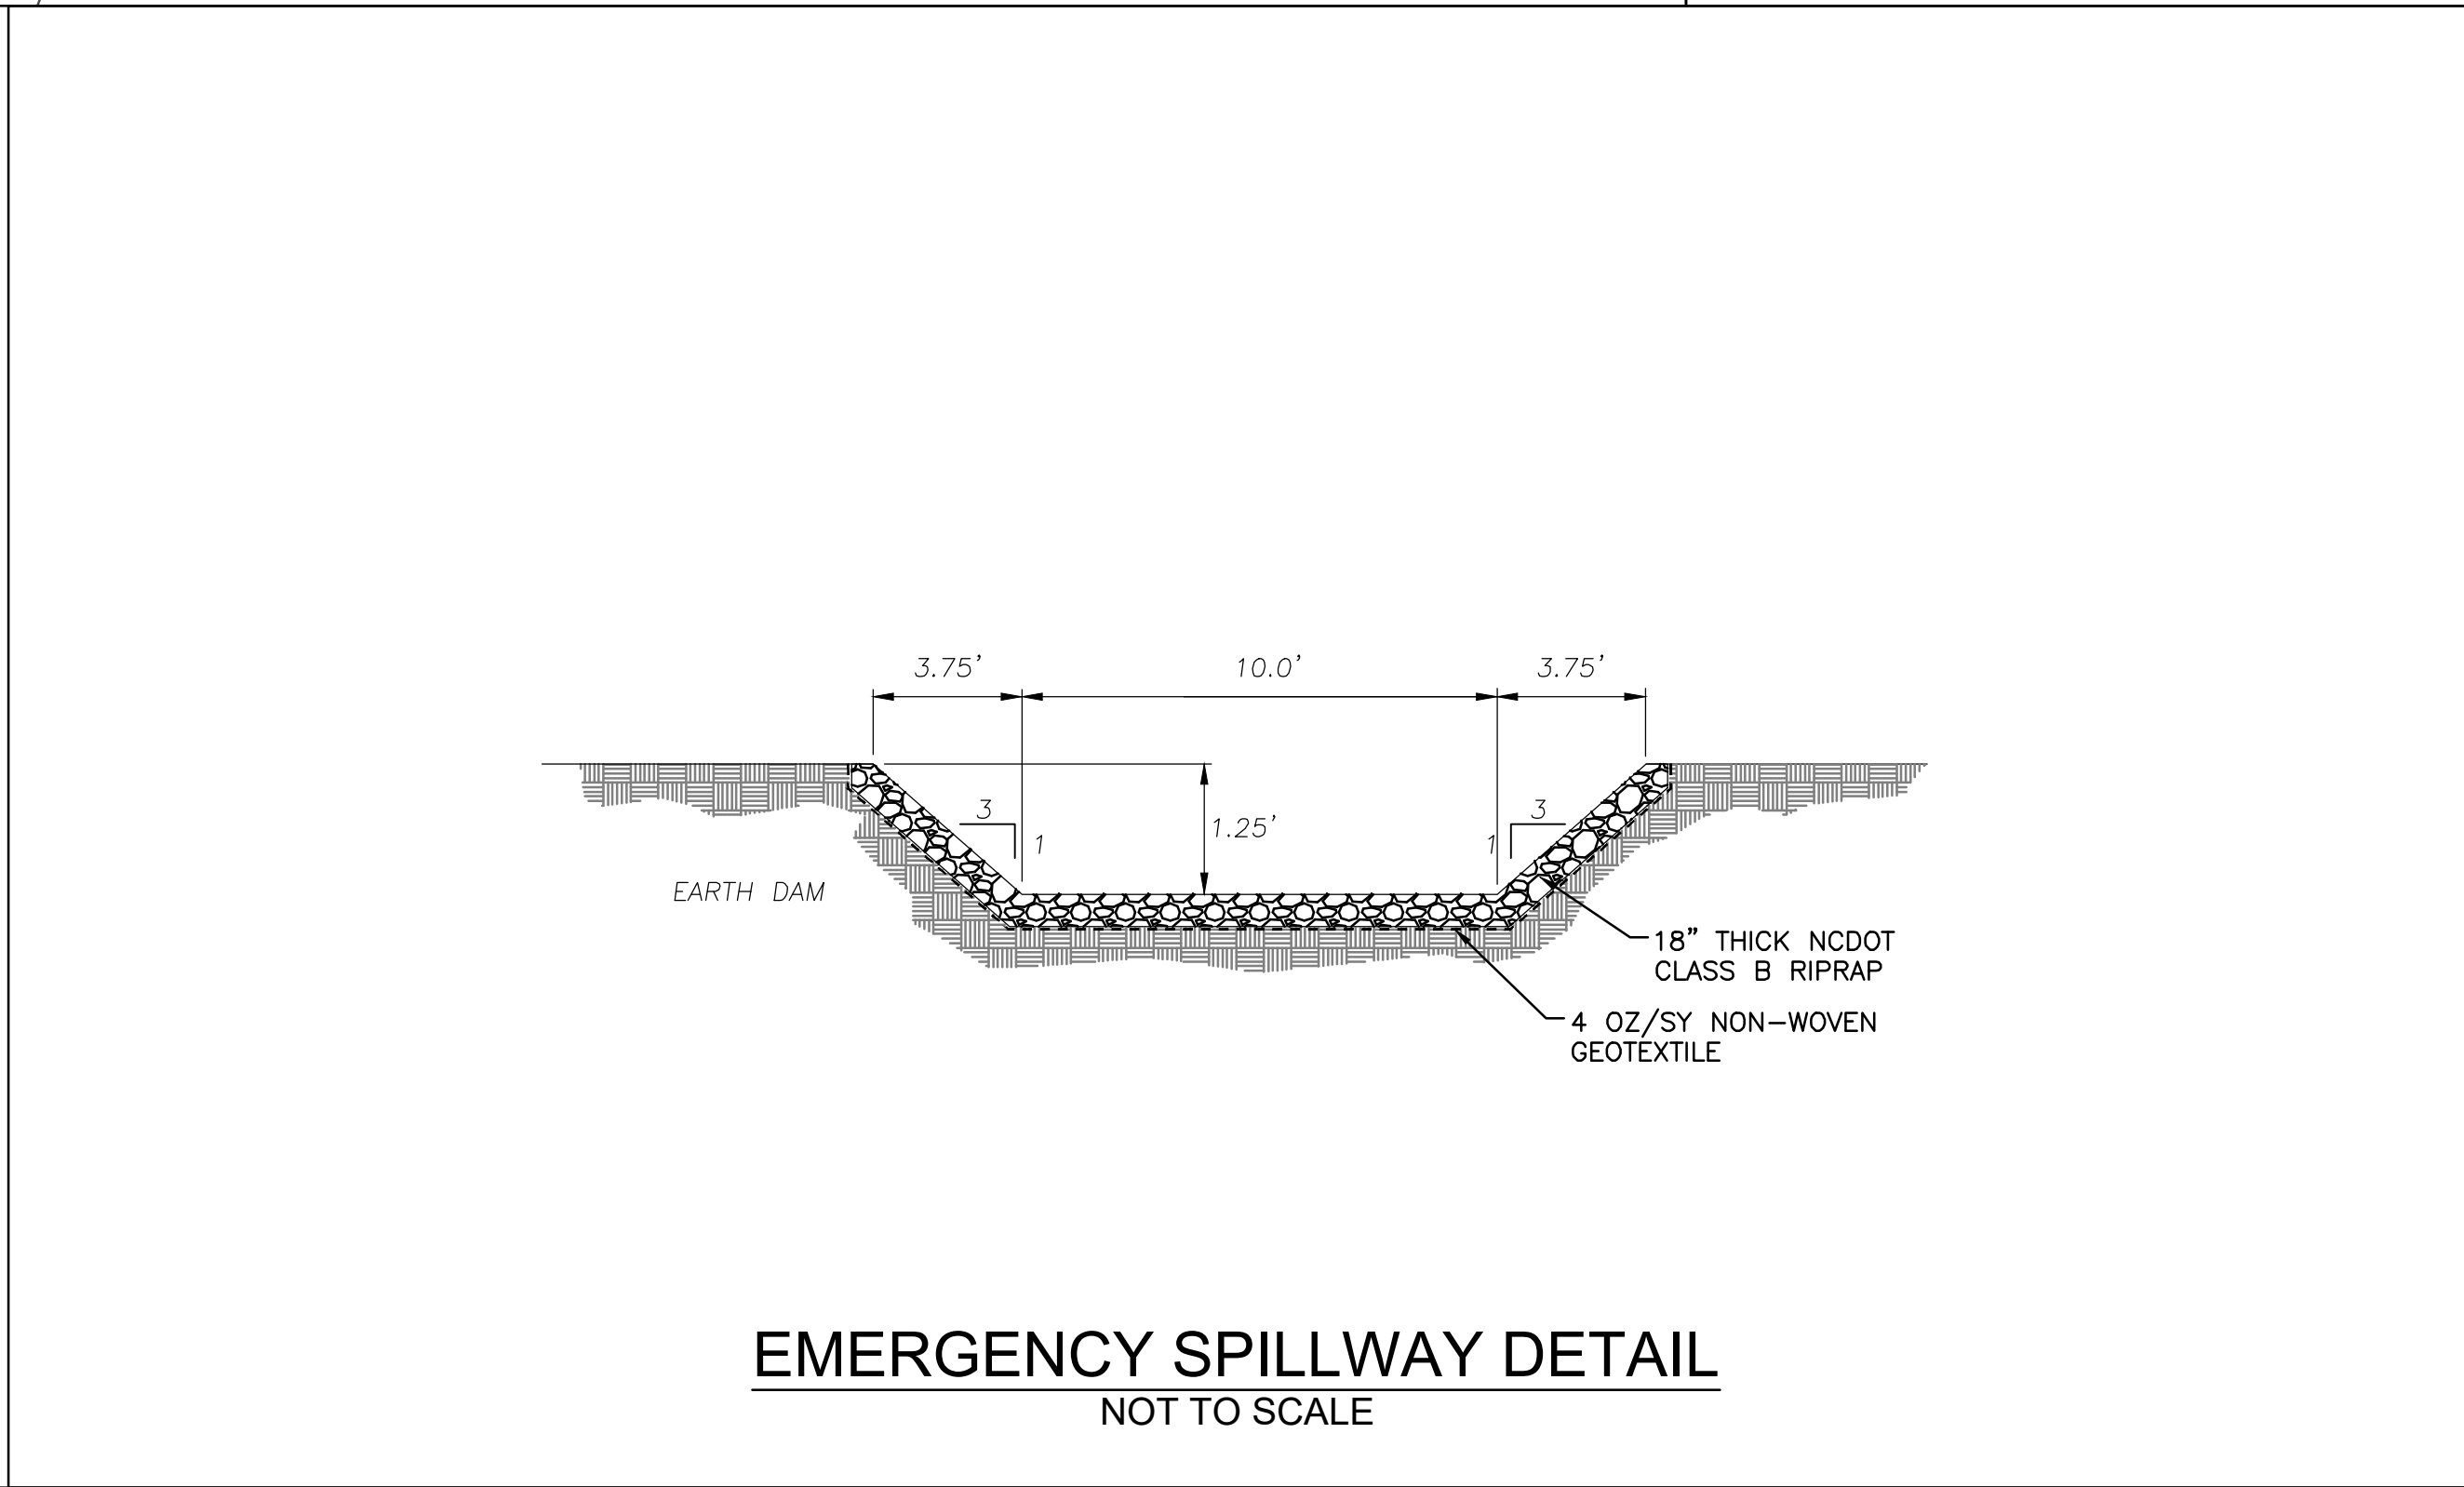 3.75'
10.0'
3.75'
3
1
1.25'
3
1
EARTH DAM
18" THICK NCDOT
CLASS B RIPRAP
4 OZ/SY NON-WOVEN
GEOTEXTILE
EMERGENCY SPILLWAY DETAIL
NOT TO SCALE